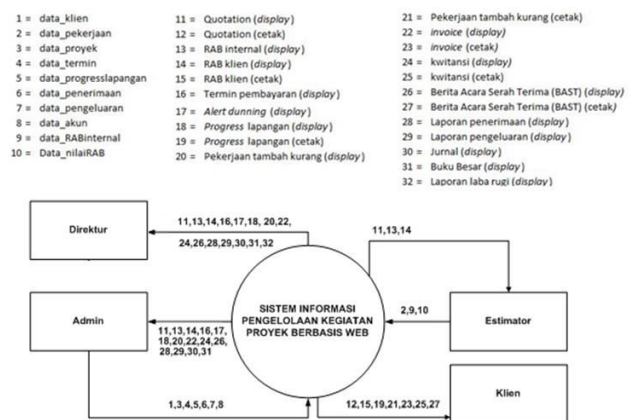 1 = data_klien
2 = data_pekerjaan
3 = data_proyek
4 = data_termin
5 = data_progresslapangan
6 = data_penerimaan
7 = data_pengeluaran
8 = data_akun
9 = data_RABinternal
10 = Data_nilaiRAB
11 = Quotation (display)
12 = Quotation (cetak)
13 = RAB internal (display)
14 = RAB klien (display)
15 = RAB klien (cetak)
16 = Termin pembayaran (display)
17 = Alert dunning (display)
18 = Progress lapangan (display)
19 = Progress lapangan (cetak)
20 = Pekerjaan tambah kurang (display)
21 = Pekerjaan tambah kurang (cetak)
22 = invoice (display)
23 = invoice (cetak)
24 = kwitansi (display)
25 = kwitansi (cetak)
26 = Berita Acara Serah Terima (BAST) (display)
27 = Berita Acara Serah Terima (BAST) (cetak)
28 = Laporan penerimaan (display)
29 = Laporan pengeluaran (display)
30 = Jurnal (display)
31 = Buku Besar (display)
32 = Laporan laba rugi (display)
Direktur
11,13,14,16,17,18, 20,22,
24,26,28,29,30,31,32
11,13,14
SISTEM INFORMASI
PENGELOLAAN KEGIATAN
PROYEK BERBASIS WEB
Admin
11,13,14,16,17,
18,20,22,24,26,
28,29,30,31
2,9,10
Estimator
Klien
1,3,4,5,6,7,8
12,15,19,21,23,25,27